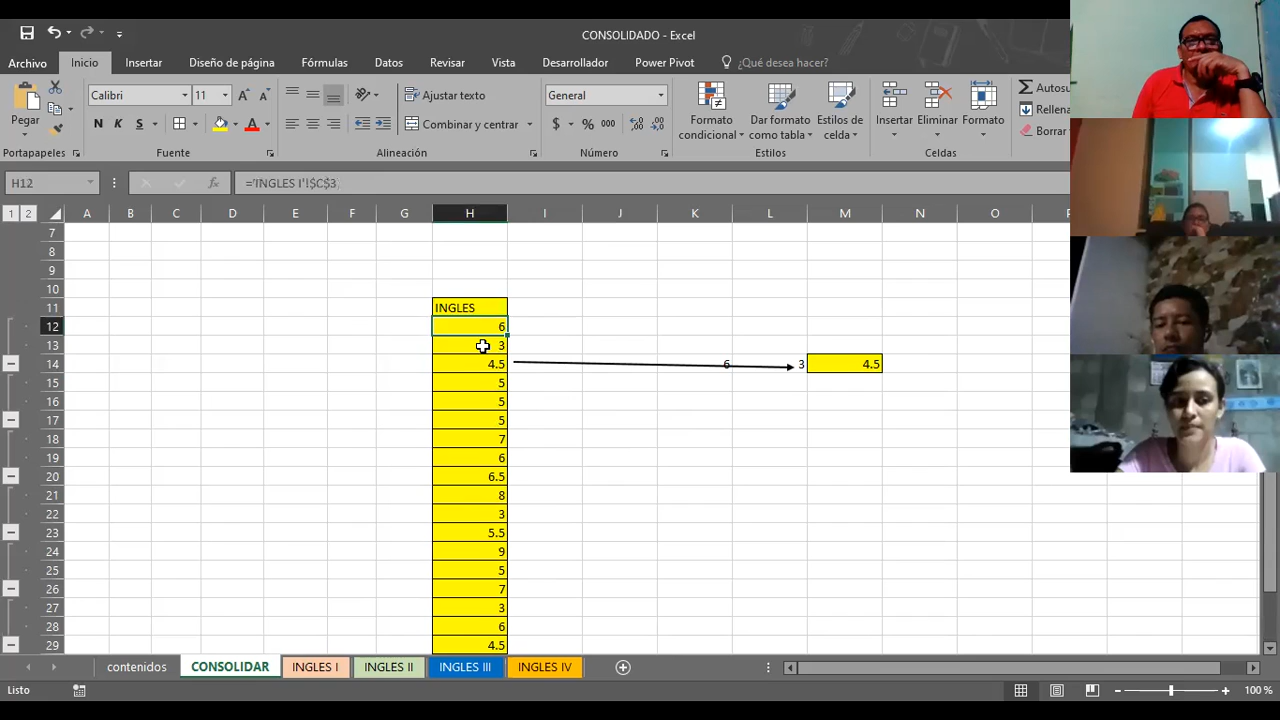 CONSOLIDADO - Excel
Archivo Inicio Insertar Diseño de página Fórmulas Datos Revisar Vista Desarrollador Power Pivot ¿Qué desea hacer?
Pegar
Calibri 11
N K S
Ajustar texto
Combinar y centrar
General
$ % 000
Formato condicional
Dar formato como tabla
Estilos de celda
Insertar
Eliminar
Formato
Autosu
Rellena
Borrar
Portapapeles Fuente Alineación Número Estilos Celdas
H12 fx ='INGLES I'!$C$3
1 2 A B C D E F G H I J K L M N O
7
8
9
10
11 INGLES
12 6
13 3
14 4.5 6 3 4.5
15 5
16 5
17 5
18 7
19 6
20 6.5
21 8
22 3
23 5.5
24 9
25 5
26 7
27 3
28 6
29 4.5
contenidos CONSOLIDAR INGLES I INGLES II INGLES III INGLES IV
Listo 100 %